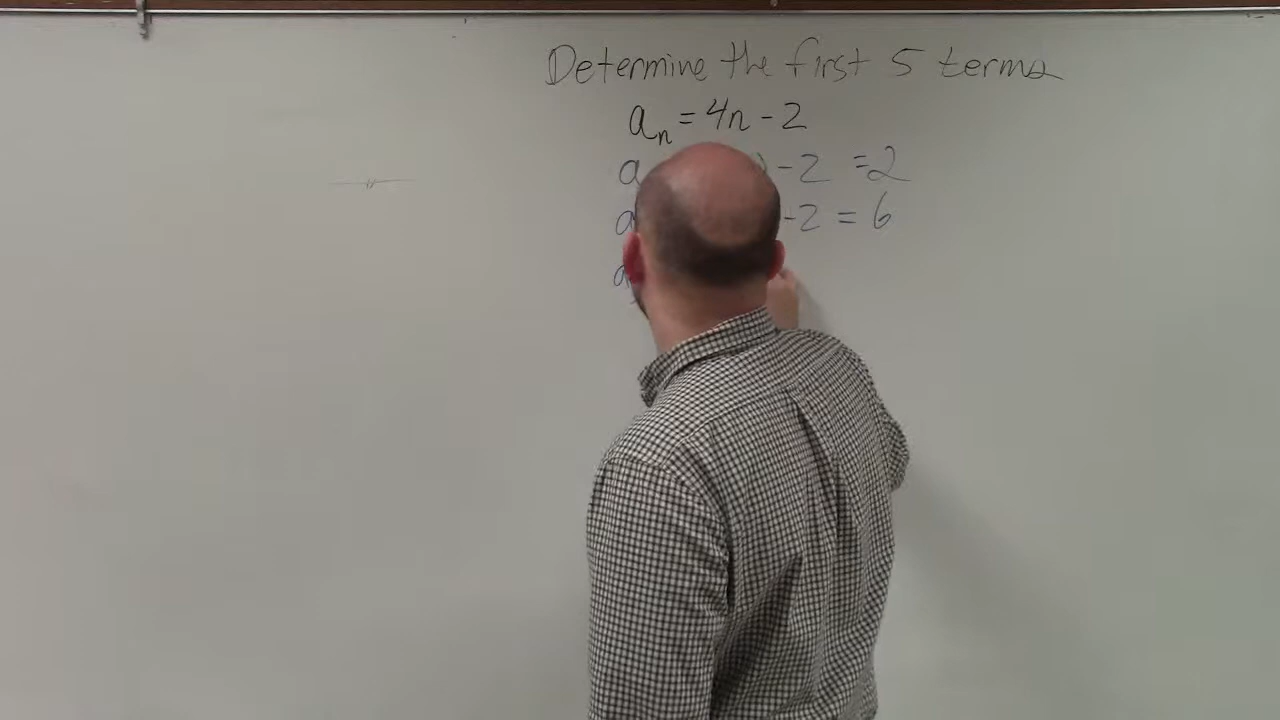 Determine the first 5 terms
aₙ = 4n - 2
a - 2 = 2
a - 2 = 6
a